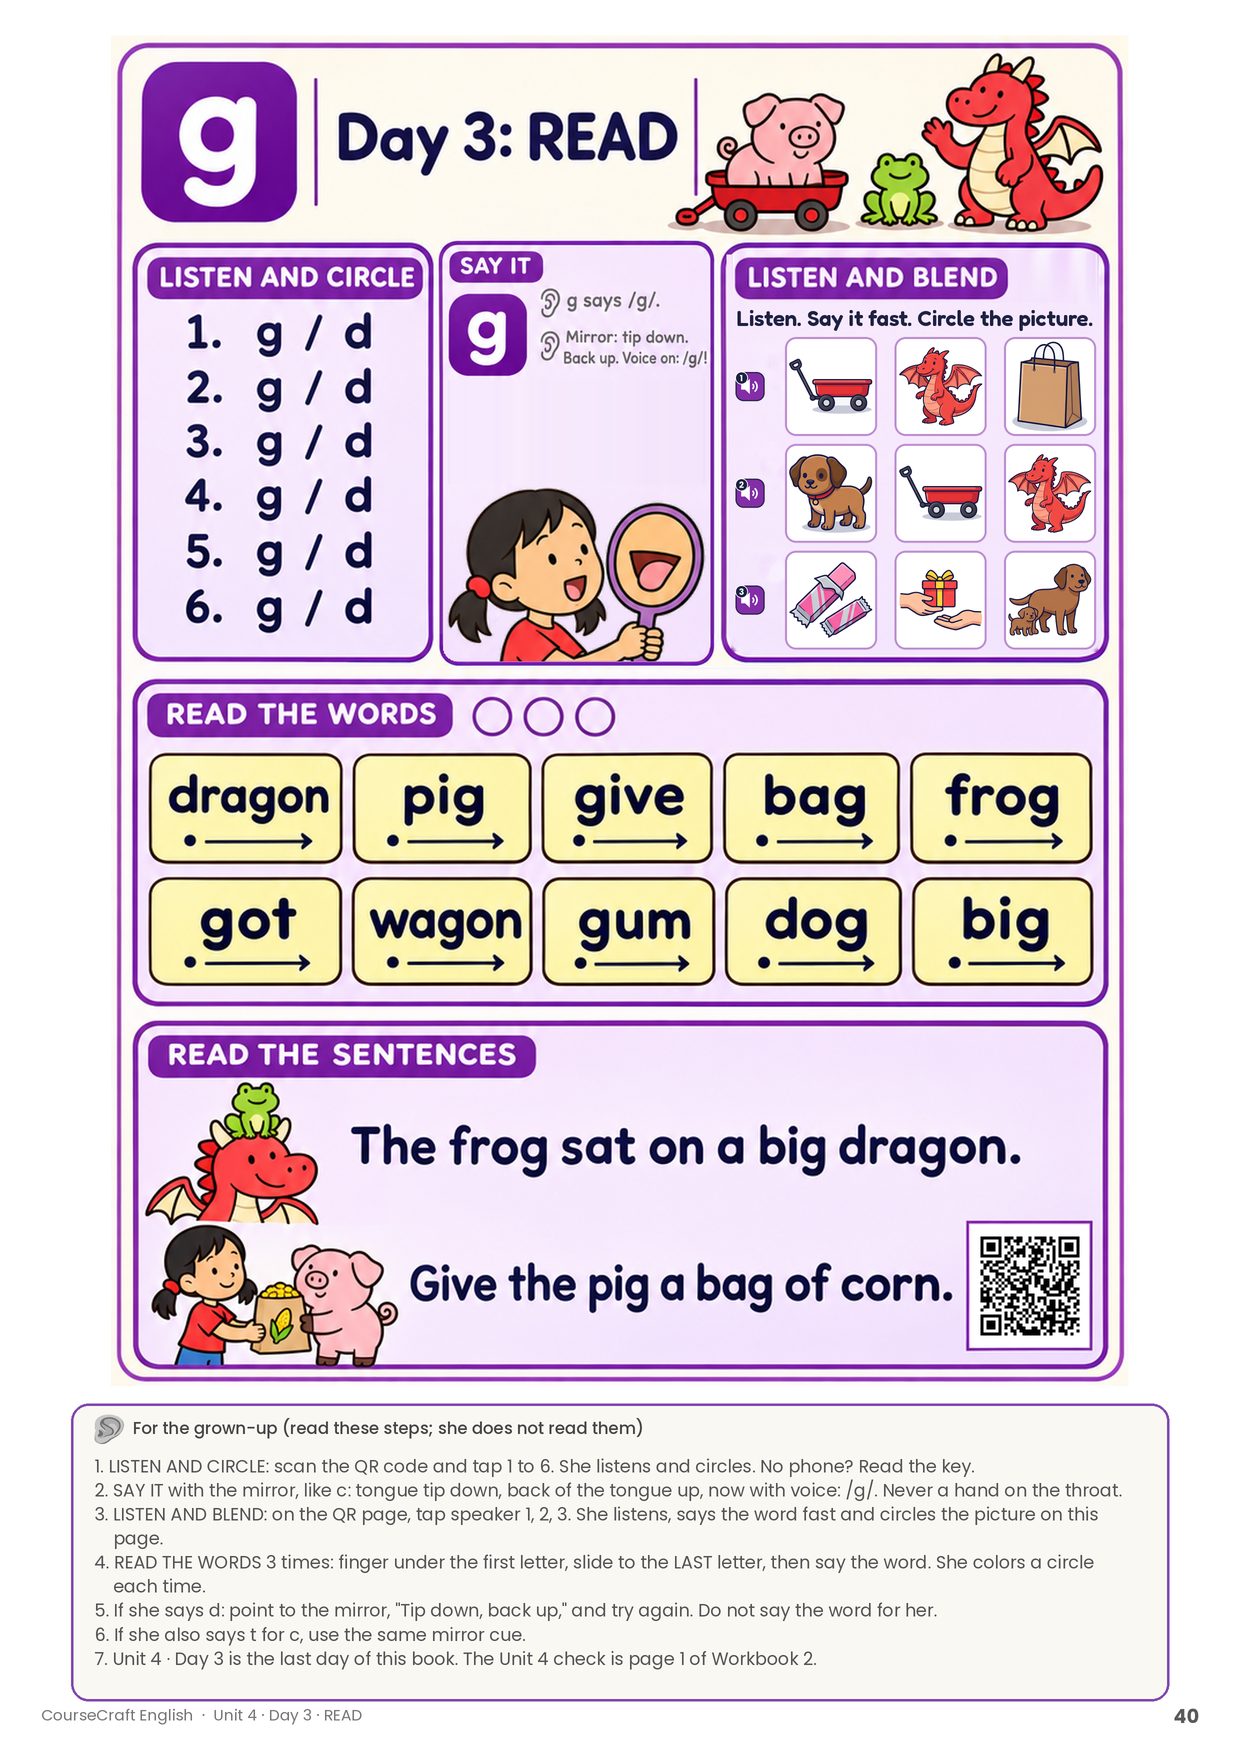 g
Day 3: READ
LISTEN AND CIRCLE
1. g / d
2. g / d
3. g / d
4. g / d
5. g / d
6. g / d
SAY IT
g
g says /g/.
Mirror: tip down.
Back up. Voice on: /g/!
LISTEN AND BLEND
Listen. Say it fast. Circle the picture.
1
2
3
READ THE WORDS
dragon pig give bag frog
got wagon gum dog big
READ THE SENTENCES
The frog sat on a big dragon.
Give the pig a bag of corn.
For the grown-up (read these steps; she does not read them)
1. LISTEN AND CIRCLE: scan the QR code and tap 1 to 6. She listens and circles. No phone? Read the key.
2. SAY IT with the mirror, like c: tongue tip down, back of the tongue up, now with voice: /g/. Never a hand on the throat.
3. LISTEN AND BLEND: on the QR page, tap speaker 1, 2, 3. She listens, says the word fast and circles the picture on this
page.
4. READ THE WORDS 3 times: finger under the first letter, slide to the LAST letter, then say the word. She colors a circle
each time.
5. If she says d: point to the mirror, "Tip down, back up," and try again. Do not say the word for her.
6. If she also says t for c, use the same mirror cue.
7. Unit 4 · Day 3 is the last day of this book. The Unit 4 check is page 1 of Workbook 2.
CourseCraft English · Unit 4 · Day 3 · READ
40